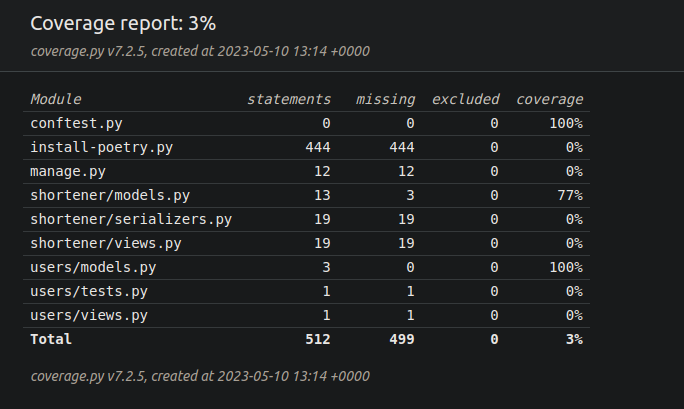 Coverage report: 3%
coverage.py v7.2.5, created at 2023-05-10 13:14 +0000
Module statements missing excluded coverage
conftest.py 0 0 0 100%
install-poetry.py 444 444 0 0%
manage.py 12 12 0 0%
shortener/models.py 13 3 0 77%
shortener/serializers.py 19 19 0 0%
shortener/views.py 19 19 0 0%
users/models.py 3 0 0 100%
users/tests.py 1 1 0 0%
users/views.py 1 1 0 0%
Total 512 499 0 3%
coverage.py v7.2.5, created at 2023-05-10 13:14 +0000